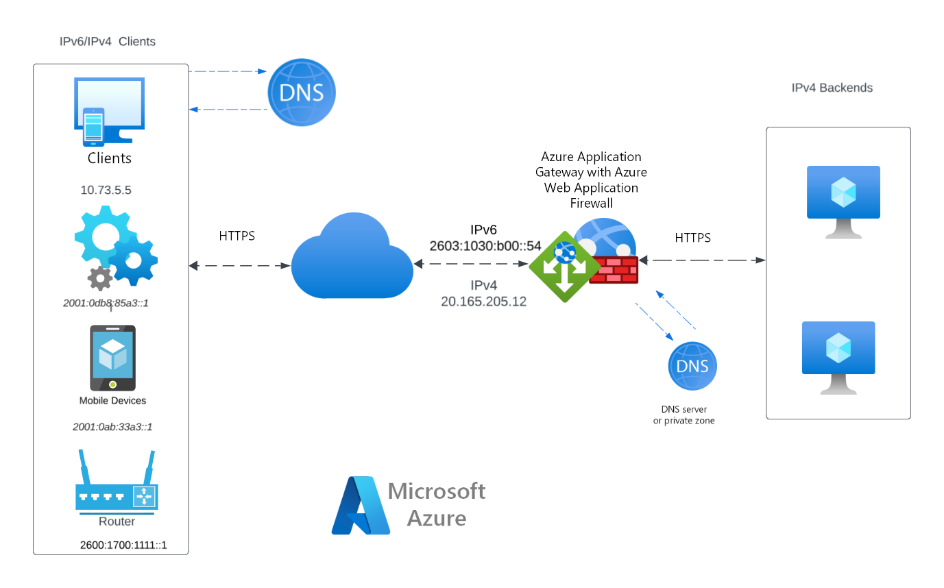 IPv6/IPv4 Clients
DNS
Clients
10.73.5.5
2001:0db8:85a3::1
Mobile Devices
2001:0ab:33a3::1
Router
2600:1700:1111::1
HTTPS
IPv6
2603:1030:b00::54
IPv4
20.165.205.12
Azure Application
Gateway with Azure
Web Application
Firewall
HTTPS
DNS
DNS server
or private zone
IPv4 Backends
Microsoft
Azure